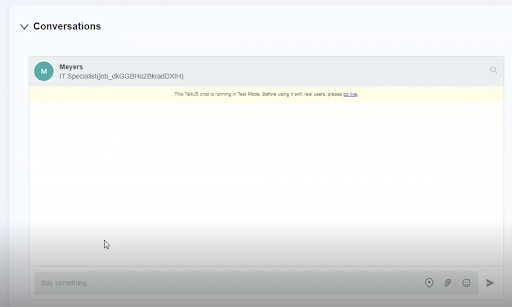 Conversations
M
Meyers
IT Specialist(job_dkGGBHo2BkradDXtH)
This TalkJS chat is running in Test Mode. Before using it with real users, please go live.
Say something